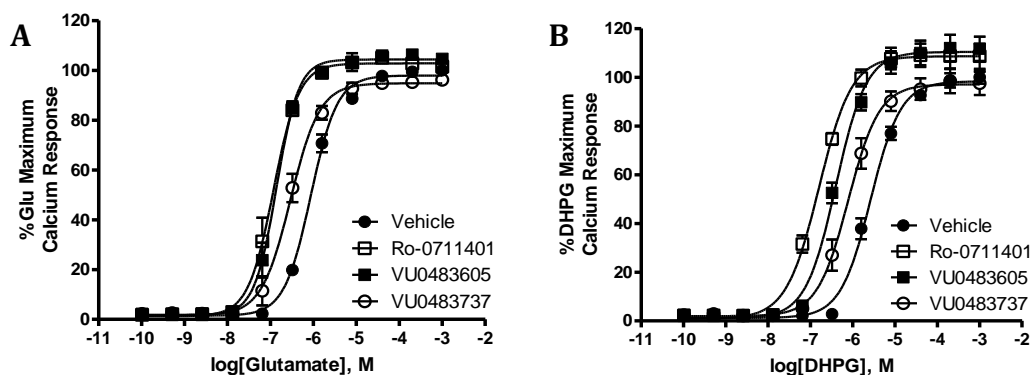 A
%Glu Maximum
Calcium Response
120
100
80
60
40
20
0
-11 -10 -9 -8 -7 -6 -5 -4 -3 -2
log[Glutamate], M
Vehicle
Ro-0711401
VU0483605
VU0483737
B
%DHPG Maximum
Calcium Response
120
100
80
60
40
20
0
-11 -10 -9 -8 -7 -6 -5 -4 -3 -2
log[DHPG], M
Vehicle
Ro-0711401
VU0483605
VU0483737